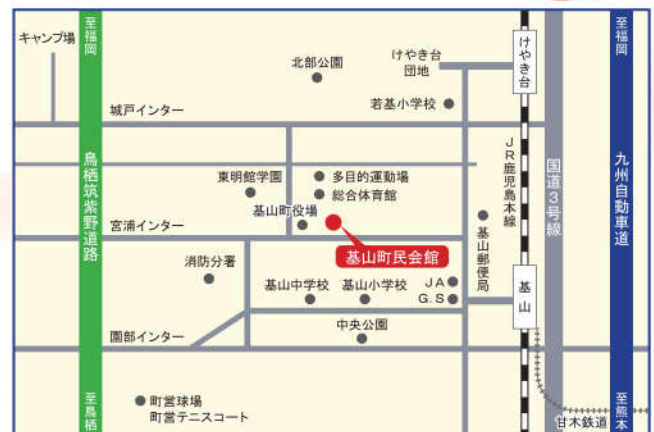 至福岡
至福岡
キャンプ場
北部公園
けやき台
団地
けやき台
若基小学校
城戸インター
鳥栖筑紫野道路
東明館学園
多目的運動場
総合体育館
基山町役場
JR鹿児島本線
国道3号線
九州自動車道
宮浦インター
基山町民会館
基山郵便局
消防分署
基山中学校
基山小学校
JA
G.S
基山
中央公園
園部インター
町営球場
町営テニスコート
至鳥栖
甘木鉄道
至熊本